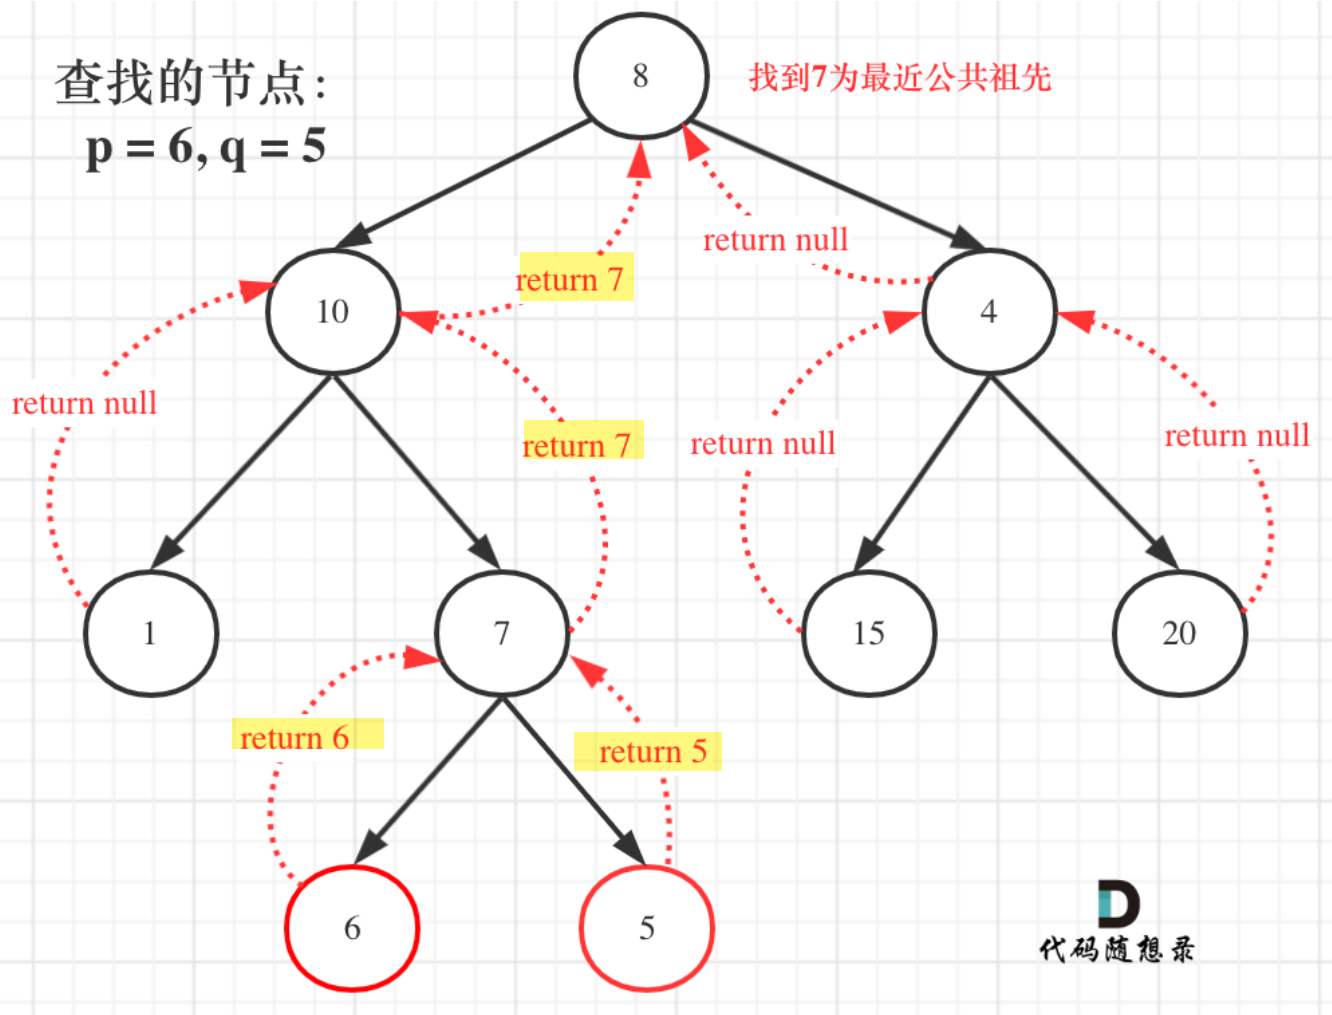 查找的节点：
p = 6, q = 5
8
找到7为最近公共祖先
return null
return 7
10
4
return null
return 7
return null
return null
1
7
15
20
return 6
return 5
6
5
代码随想录